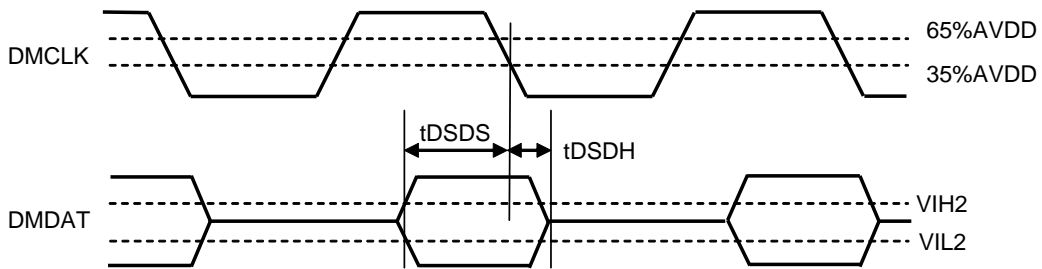 65%AVDD
DMCLK
35%AVDD
tDSDS
tDSDH
VIH2
DMDAT
VIL2